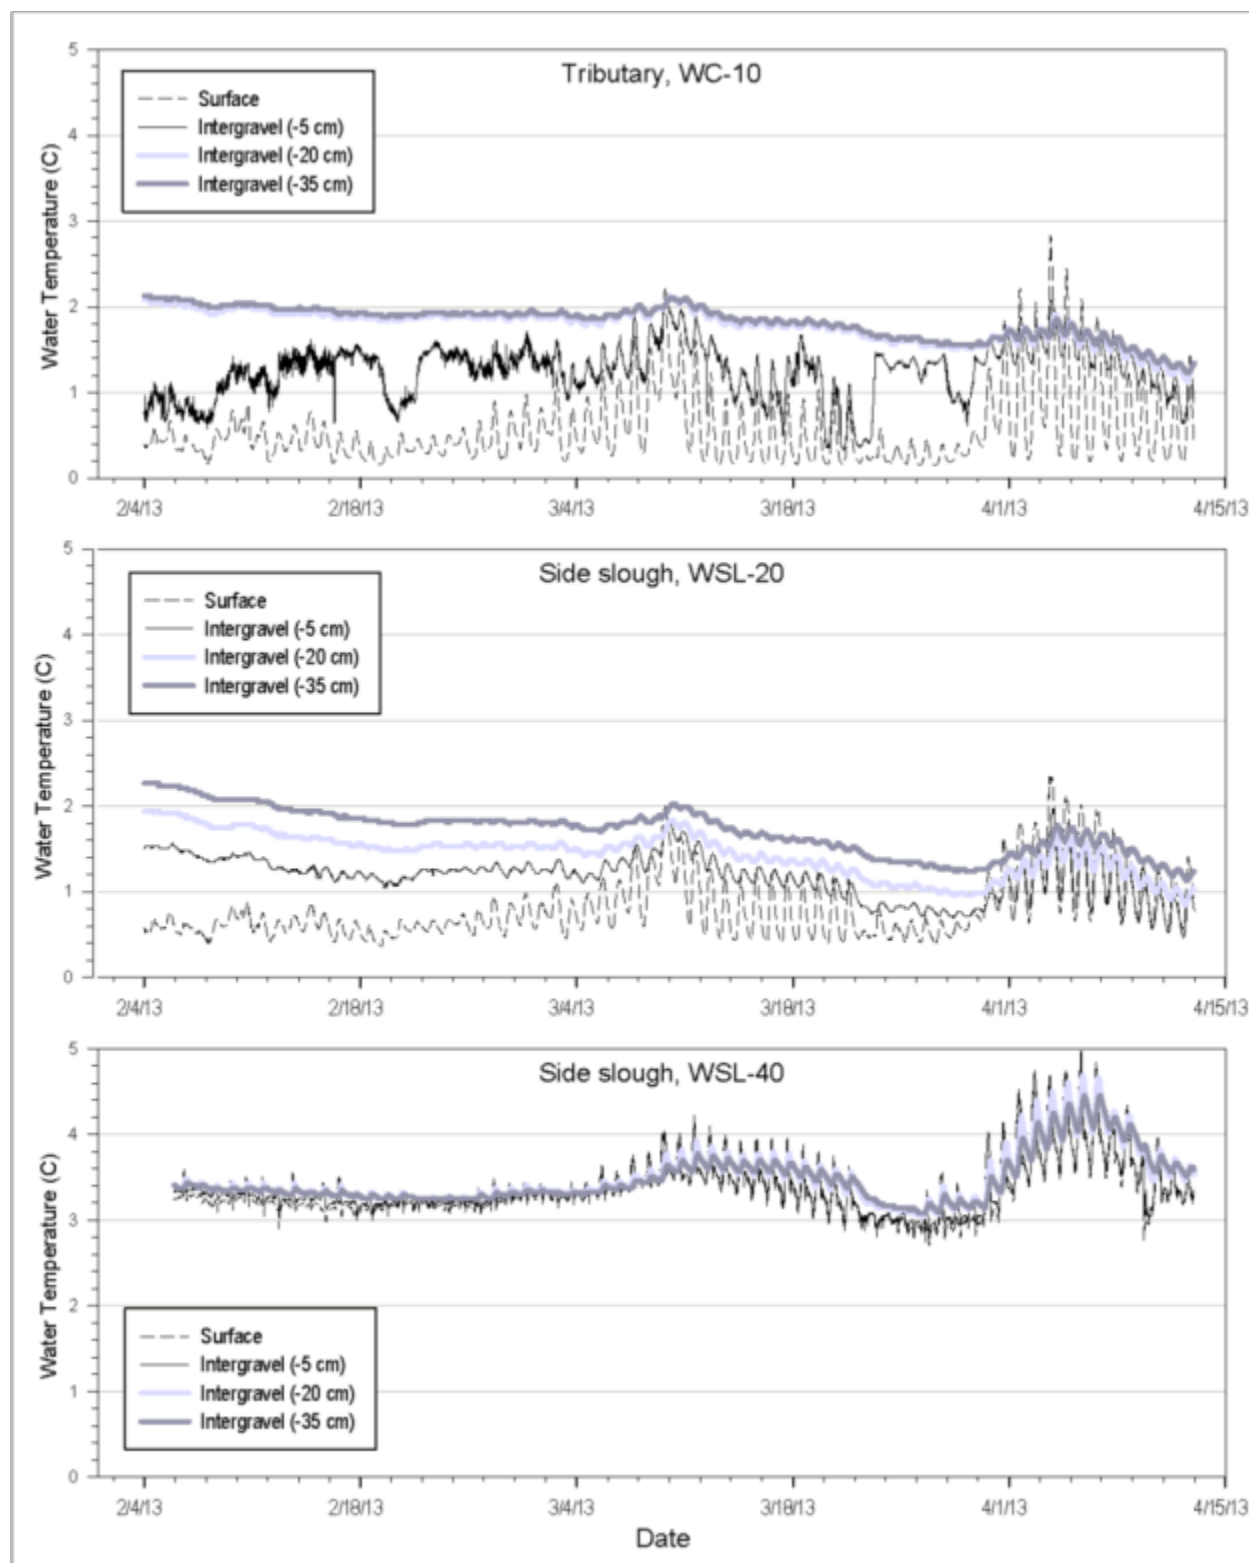 Tributary, WC-10
Surface
Intergravel (-5 cm)
Intergravel (-20 cm)
Intergravel (-35 cm)
Water Temperature (C)
5
4
3
2
1
0
2/4/13 2/18/13 3/4/13 3/18/13 4/1/13 4/15/13
Side slough, WSL-20
Surface
Intergravel (-5 cm)
Intergravel (-20 cm)
Intergravel (-35 cm)
Water Temperature (C)
5
4
3
2
1
0
2/4/13 2/18/13 3/4/13 3/18/13 4/1/13 4/15/13
Side slough, WSL-40
Surface
Intergravel (-5 cm)
Intergravel (-20 cm)
Intergravel (-35 cm)
Water Temperature (C)
5
4
3
2
1
0
2/4/13 2/18/13 3/4/13 3/18/13 4/1/13 4/15/13
Date